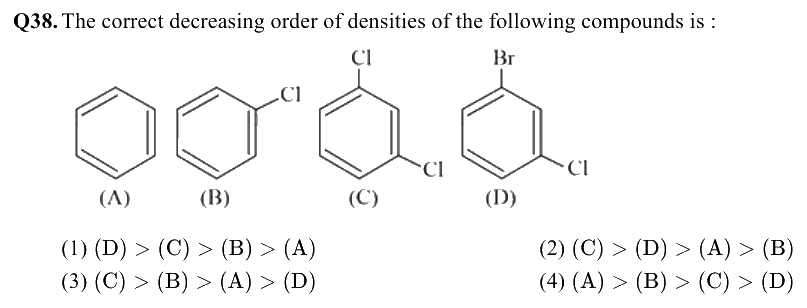 Q38. The correct decreasing order of densities of the following compounds is :
Cl Br
Cl
Cl Cl
(A) (B) (C) (D)
(1) (D) > (C) > (B) > (A) (2) (C) > (D) > (A) > (B)
(3) (C) > (B) > (A) > (D) (4) (A) > (B) > (C) > (D)